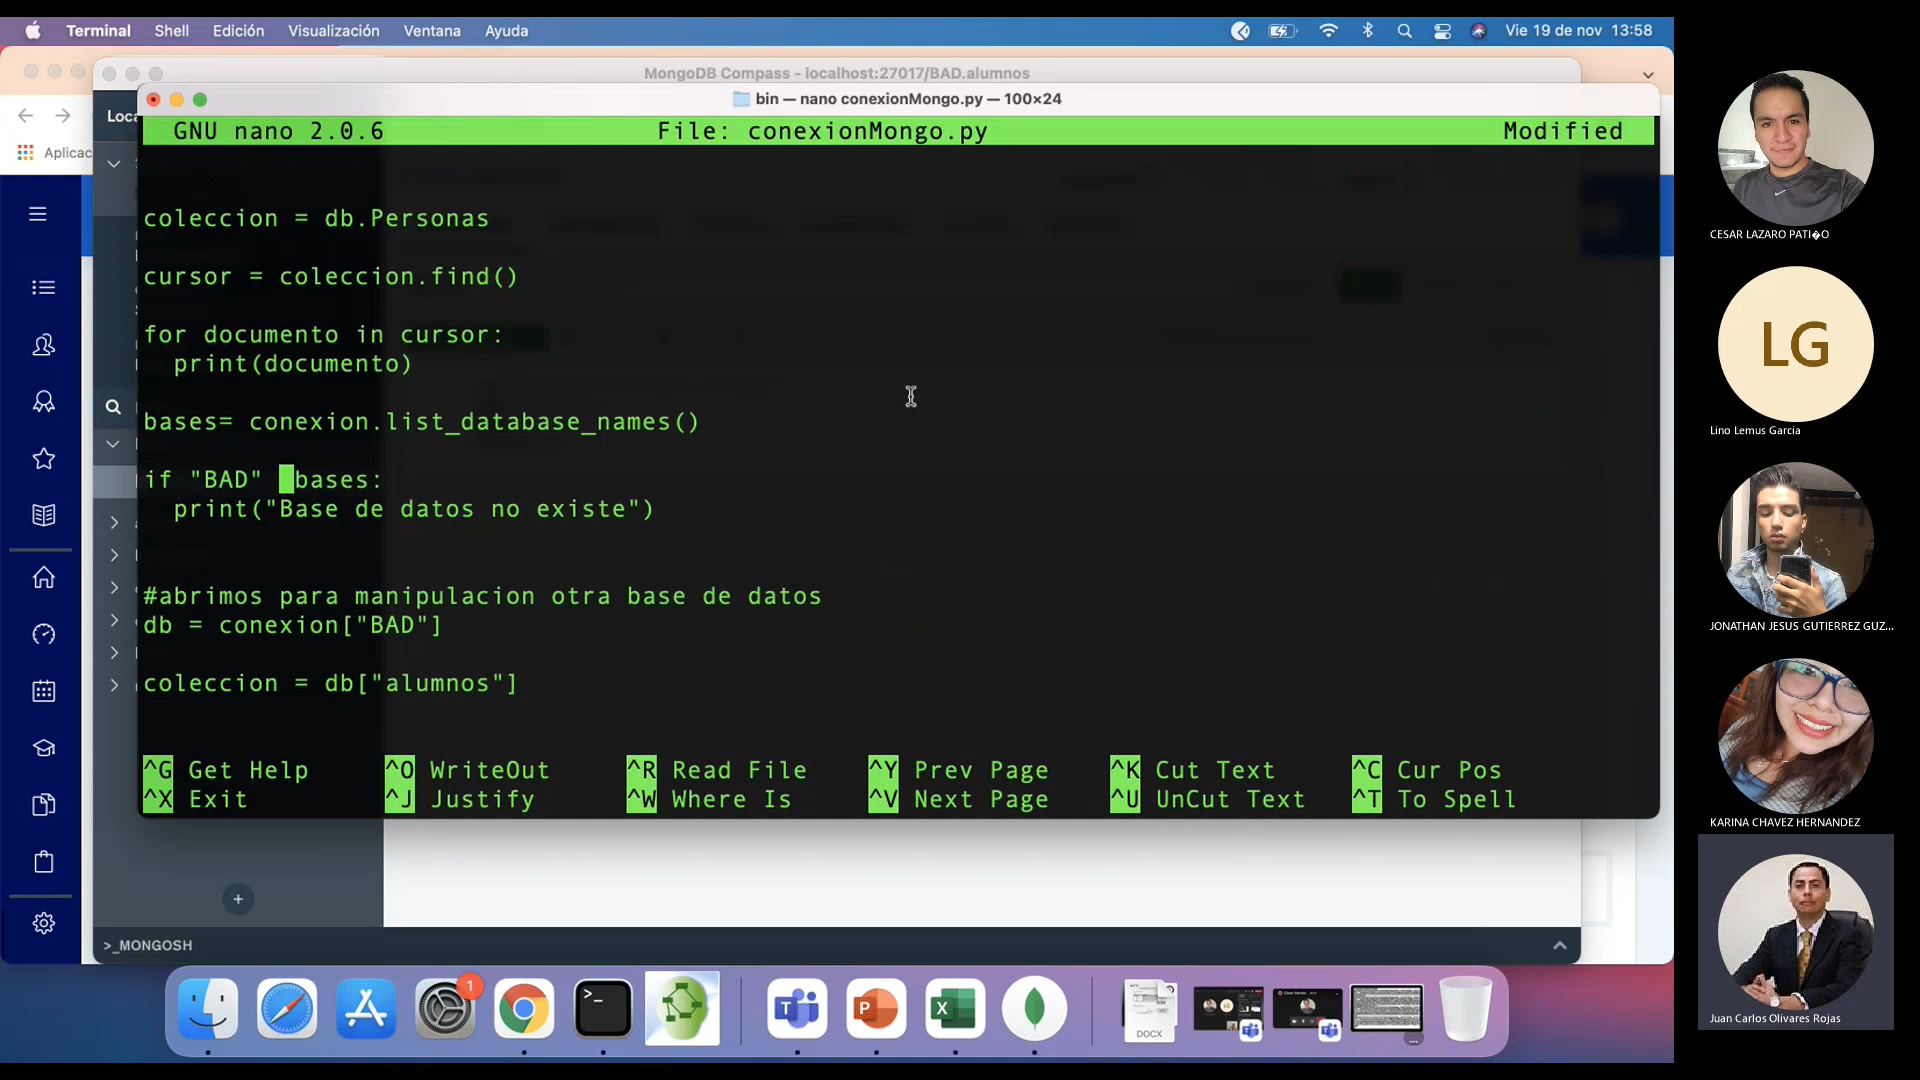 Terminal Shell Edición Visualización Ventana Ayuda Vie 19 de nov 13:58
MongoDB Compass - localhost:27017/BAD.alumnos
Loca
bin — nano conexionMongo.py — 100×24
GNU nano 2.0.6 File: conexionMongo.py Modified
Aplicac
coleccion = db.Personas
cursor = coleccion.find()
for documento in cursor:
print(documento)
bases= conexion.list_database_names()
if "BAD" bases:
print("Base de datos no existe")
#abrimos para manipulacion otra base de datos
db = conexion["BAD"]
coleccion = db["alumnos"]
^G Get Help ^O WriteOut ^R Read File ^Y Prev Page ^K Cut Text ^C Cur Pos
^X Exit ^J Justify ^W Where Is ^V Next Page ^U UnCut Text ^T To Spell
>_MONGOSH
1
>_
P
X
DOCX
CESAR LAZARO PATI�O
LG
Lino Lemus Garcia
JONATHAN JESUS GUTIERREZ GUZ...
KARINA CHAVEZ HERNANDEZ
Juan Carlos Olivares Rojas